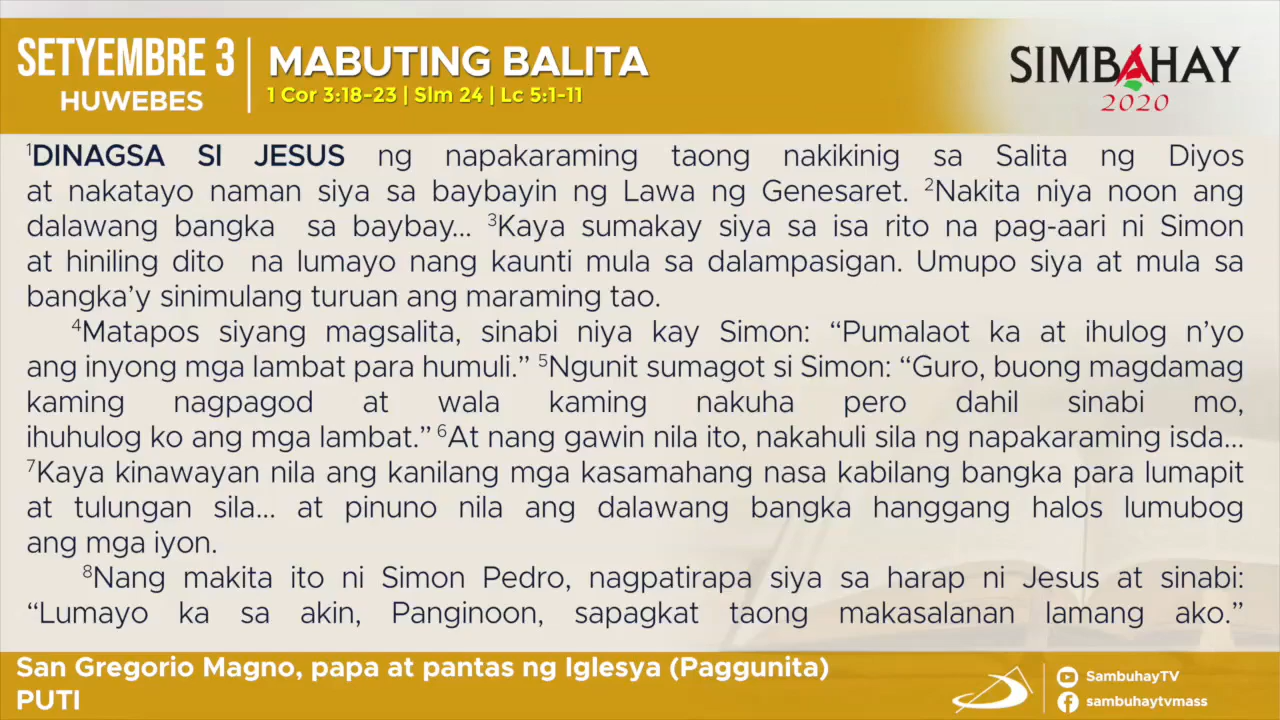 SETYEMBRE 3
HUWEBES
MABUTING BALITA
1 Cor 3:18-23 | Slm 24 | Lc 5:1-11
SIMBAHAY
2020
¹DINAGSA SI JESUS ng napakaraming taong nakikinig sa Salita ng Diyos
at nakatayo naman siya sa baybayin ng Lawa ng Genesaret. ²Nakita niya noon ang
dalawang bangka sa baybay... ³Kaya sumakay siya sa isa rito na pag-aari ni Simon
at hiniling dito na lumayo nang kaunti mula sa dalampasigan. Umupo siya at mula sa
bangka’y sinimulang turuan ang maraming tao.
⁴Matapos siyang magsalita, sinabi niya kay Simon: “Pumalaot ka at ihulog n’yo
ang inyong mga lambat para humuli.” ⁵Ngunit sumagot si Simon: “Guro, buong magdamag
kaming nagpagod at wala kaming nakuha pero dahil sinabi mo,
ihuhulog ko ang mga lambat.” ⁶At nang gawin nila ito, nakahuli sila ng napakaraming isda...
⁷Kaya kinawayan nila ang kanilang mga kasamahang nasa kabilang bangka para lumapit
at tulungan sila... at pinuno nila ang dalawang bangka hanggang halos lumubog
ang mga iyon.
⁸Nang makita ito ni Simon Pedro, nagpatirapa siya sa harap ni Jesus at sinabi:
“Lumayo ka sa akin, Panginoon, sapagkat taong makasalanan lamang ako.”
San Gregorio Magno, papa at pantas ng Iglesya (Paggunita)
PUTI
SambuhayTV
sambuhaytvmass